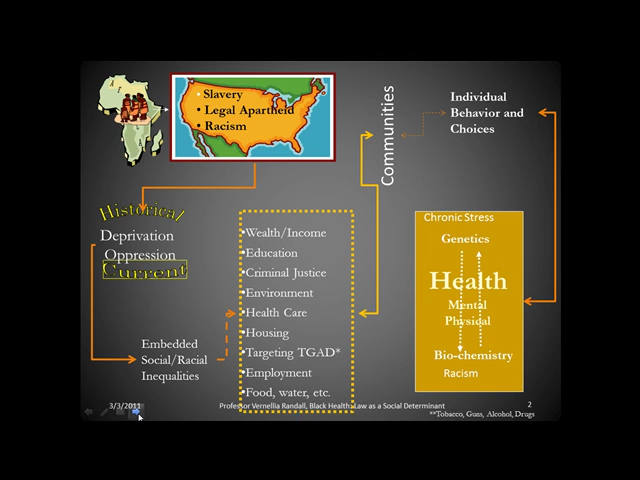 • Slavery
• Legal Apartheid
• Racism
Communities
Individual
Behavior and
Choices
Historical
Deprivation
Oppression
Current
Embedded
Social/Racial
Inequalities
•Wealth/Income
•Education
•Criminal Justice
•Environment
•Health Care
•Housing
•Targeting TGAD*
•Employment
•Food, water, etc.
Chronic Stress
Genetics
Health
Mental
Physical
Bio-chemistry
Racism
3/3/2011
Professor Vernellia Randall, Black Health: Law as a Social Determinant
2
**Tobacco, Guns, Alcohol, Drugs